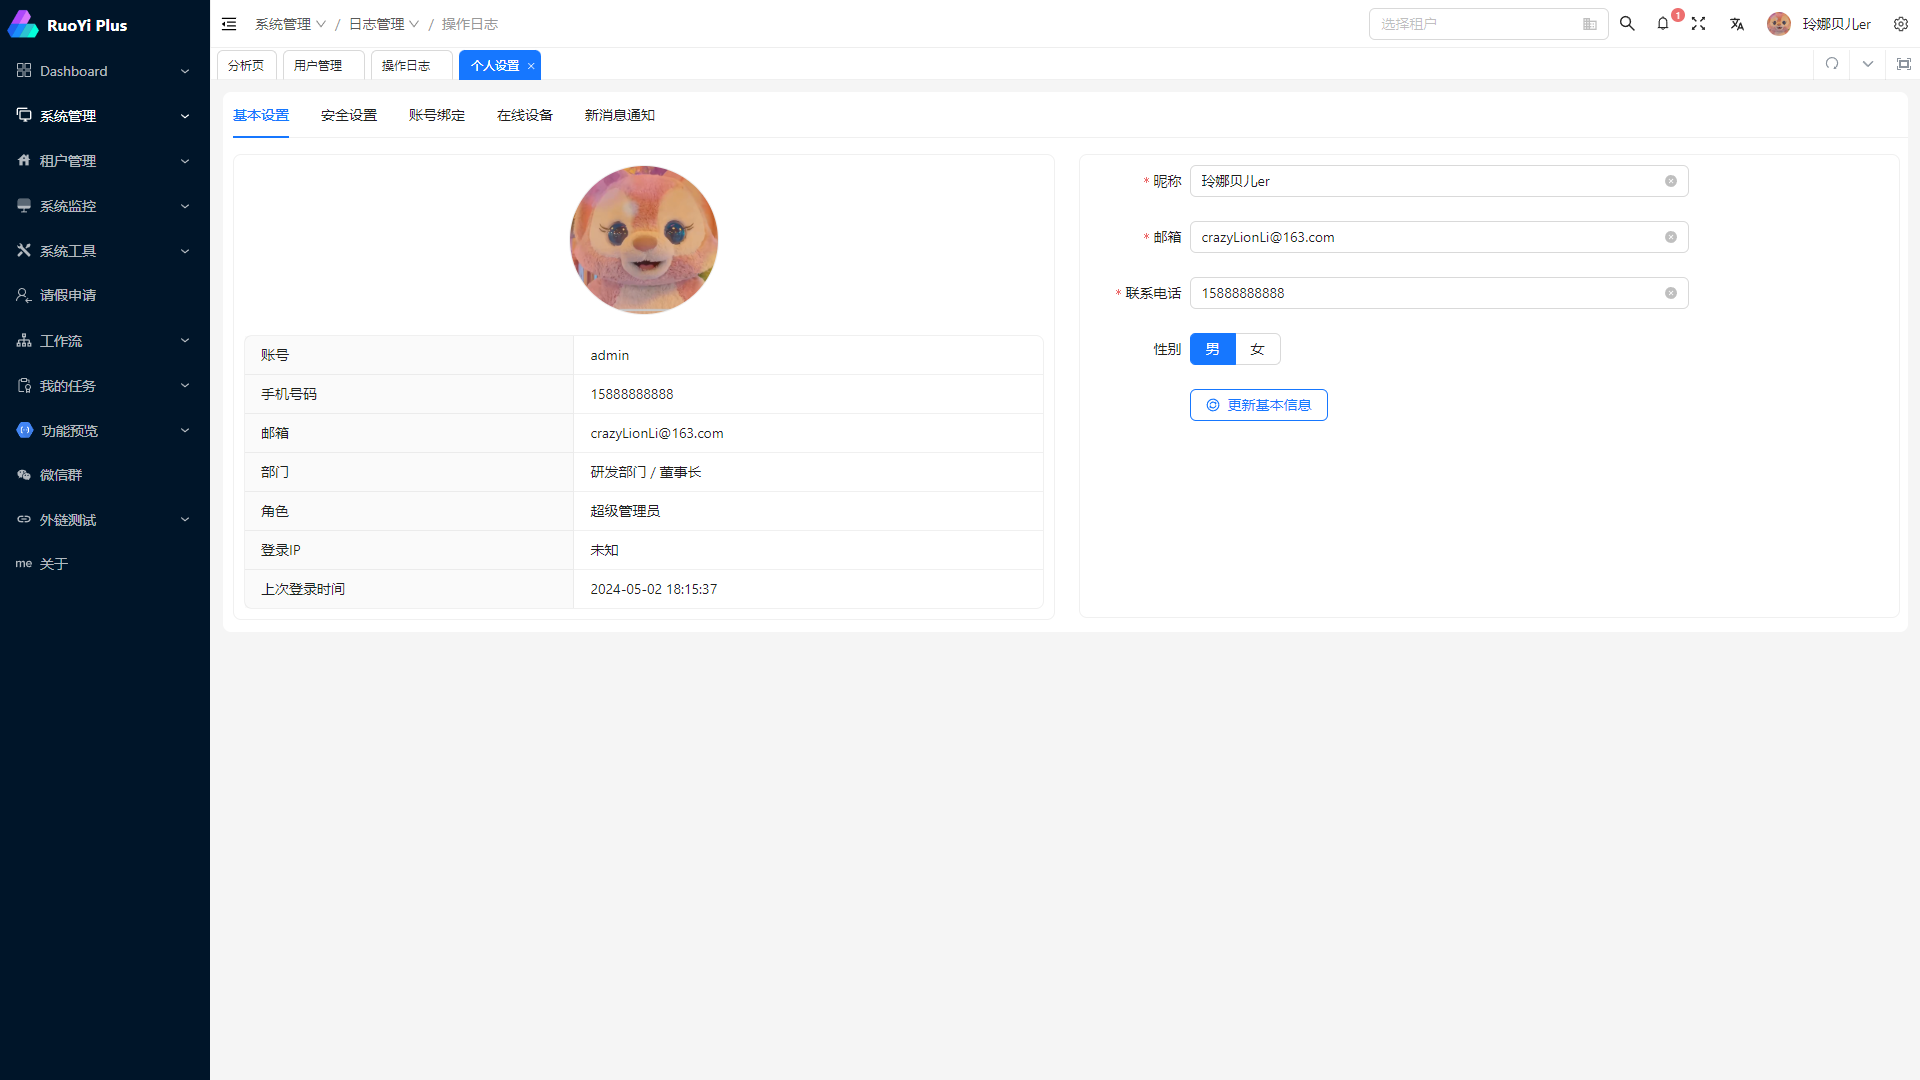 RuoYi Plus
Dashboard
系统管理
租户管理
系统监控
系统工具
请假申请
工作流
我的任务
功能预览
微信群
外链测试
me 关于
系统管理 / 日志管理 / 操作日志
选择租户
1
玲娜贝儿er
分析页 用户管理 操作日志 个人设置 ×
基本设置 安全设置 账号绑定 在线设备 新消息通知
账号 admin
手机号码 15888888888
邮箱 crazyLionLi@163.com
部门 研发部门 / 董事长
角色 超级管理员
登录IP 未知
上次登录时间 2024-05-02 18:15:37
* 昵称 玲娜贝儿er
* 邮箱 crazyLionLi@163.com
* 联系电话 15888888888
性别 男 女
更新基本信息